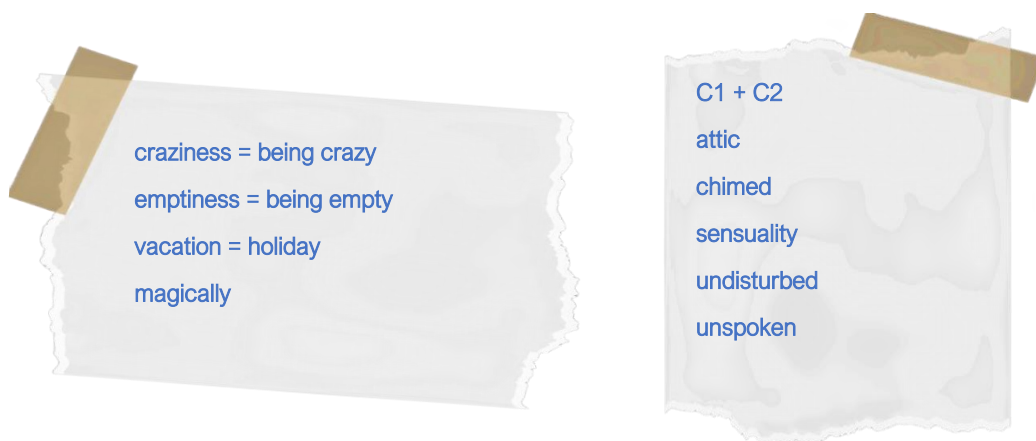 craziness = being crazy
emptiness = being empty
vacation = holiday
magically
C1 + C2
attic
chimed
sensuality
undisturbed
unspoken